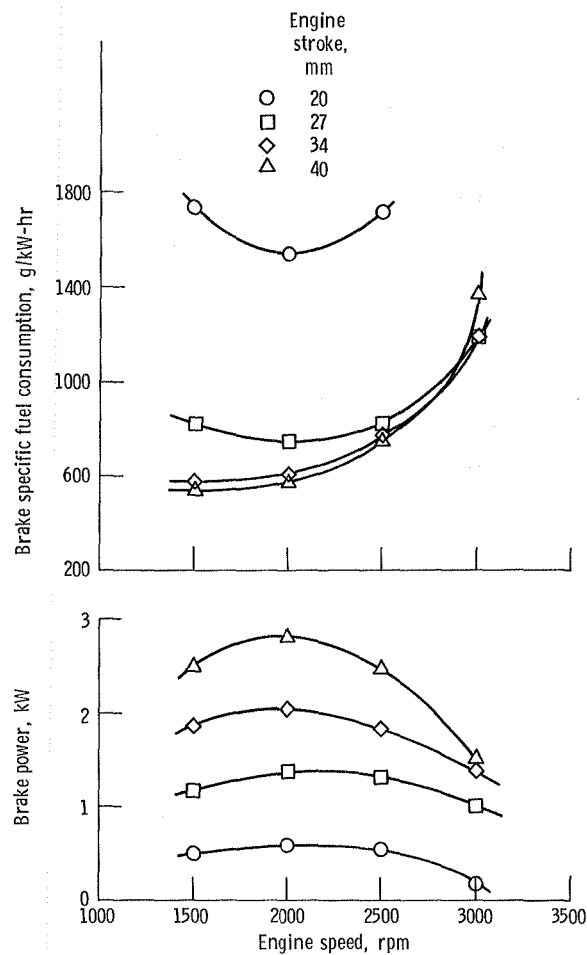 Engine
stroke,
mm
20
27
34
40
1800
1400
1000
600
200
Brake specific fuel consumption, g/kW-hr
3
2
1
0
Brake power, kW
1000 1500 2000 2500 3000 3500
Engine speed, rpm